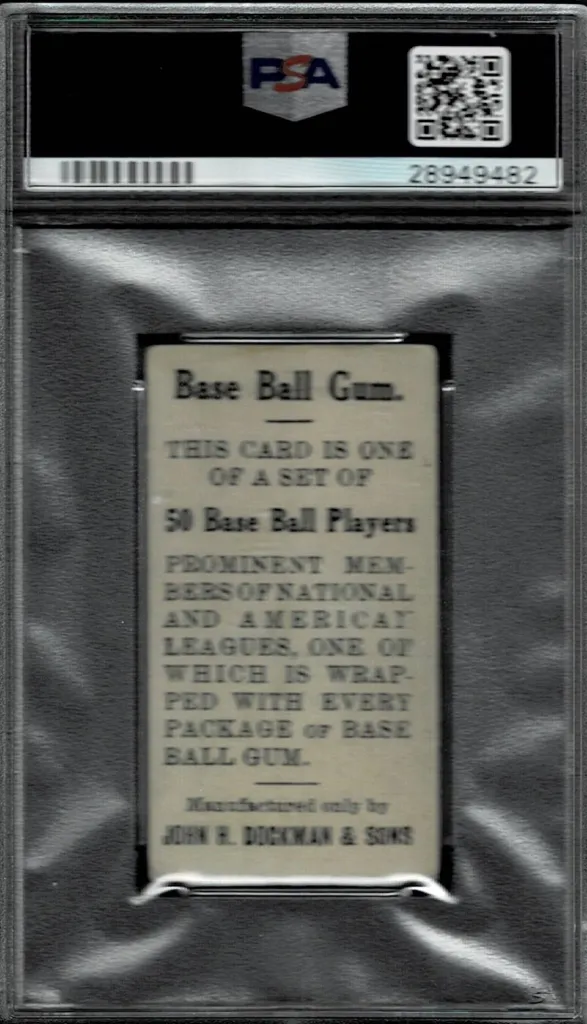 PSA
28949482
Base Ball Gum.
THIS CARD IS ONE
OF A SET OF
50 Base Ball Players
PROMINENT MEM-
BERS OF NATIONAL
AND AMERICAN
LEAGUES, ONE OF
WHICH IS WRAP-
PED WITH EVERY
PACKAGE OF BASE
BALL GUM.
Manufactured only by
JOHN H. DOCKMAN & SONS